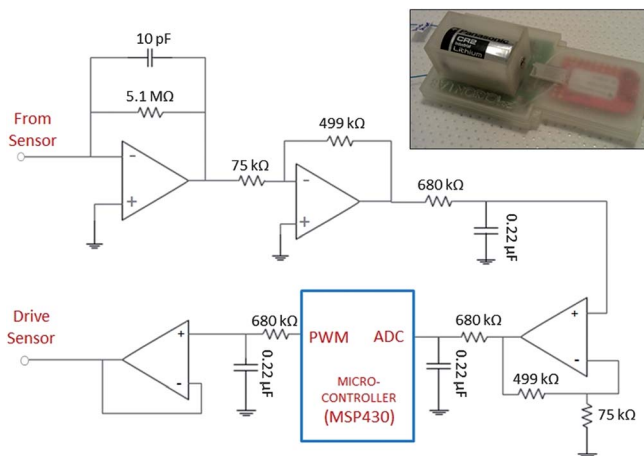 10 pF
5.1 MΩ
From
Sensor
-
+
75 kΩ
499 kΩ
-
+
680 kΩ
0.22 µF
Drive
Sensor
+
-
680 kΩ
0.22 µF
PWM
ADC
MICRO-
CONTROLLER
(MSP430)
680 kΩ
0.22 µF
+
-
499 kΩ
75 kΩ
CR2
Lithium